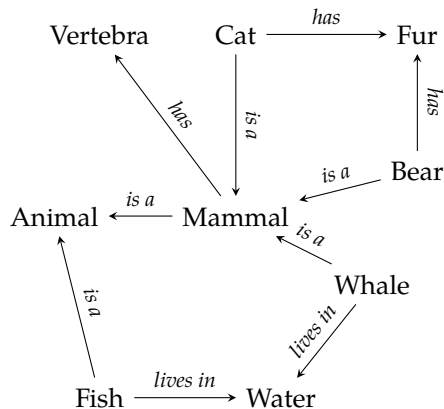 Vertebra Cat has Fur
has is a has
is a Bear
Animal is a Mammal
is a
is a Whale
lives in
Fish lives in Water